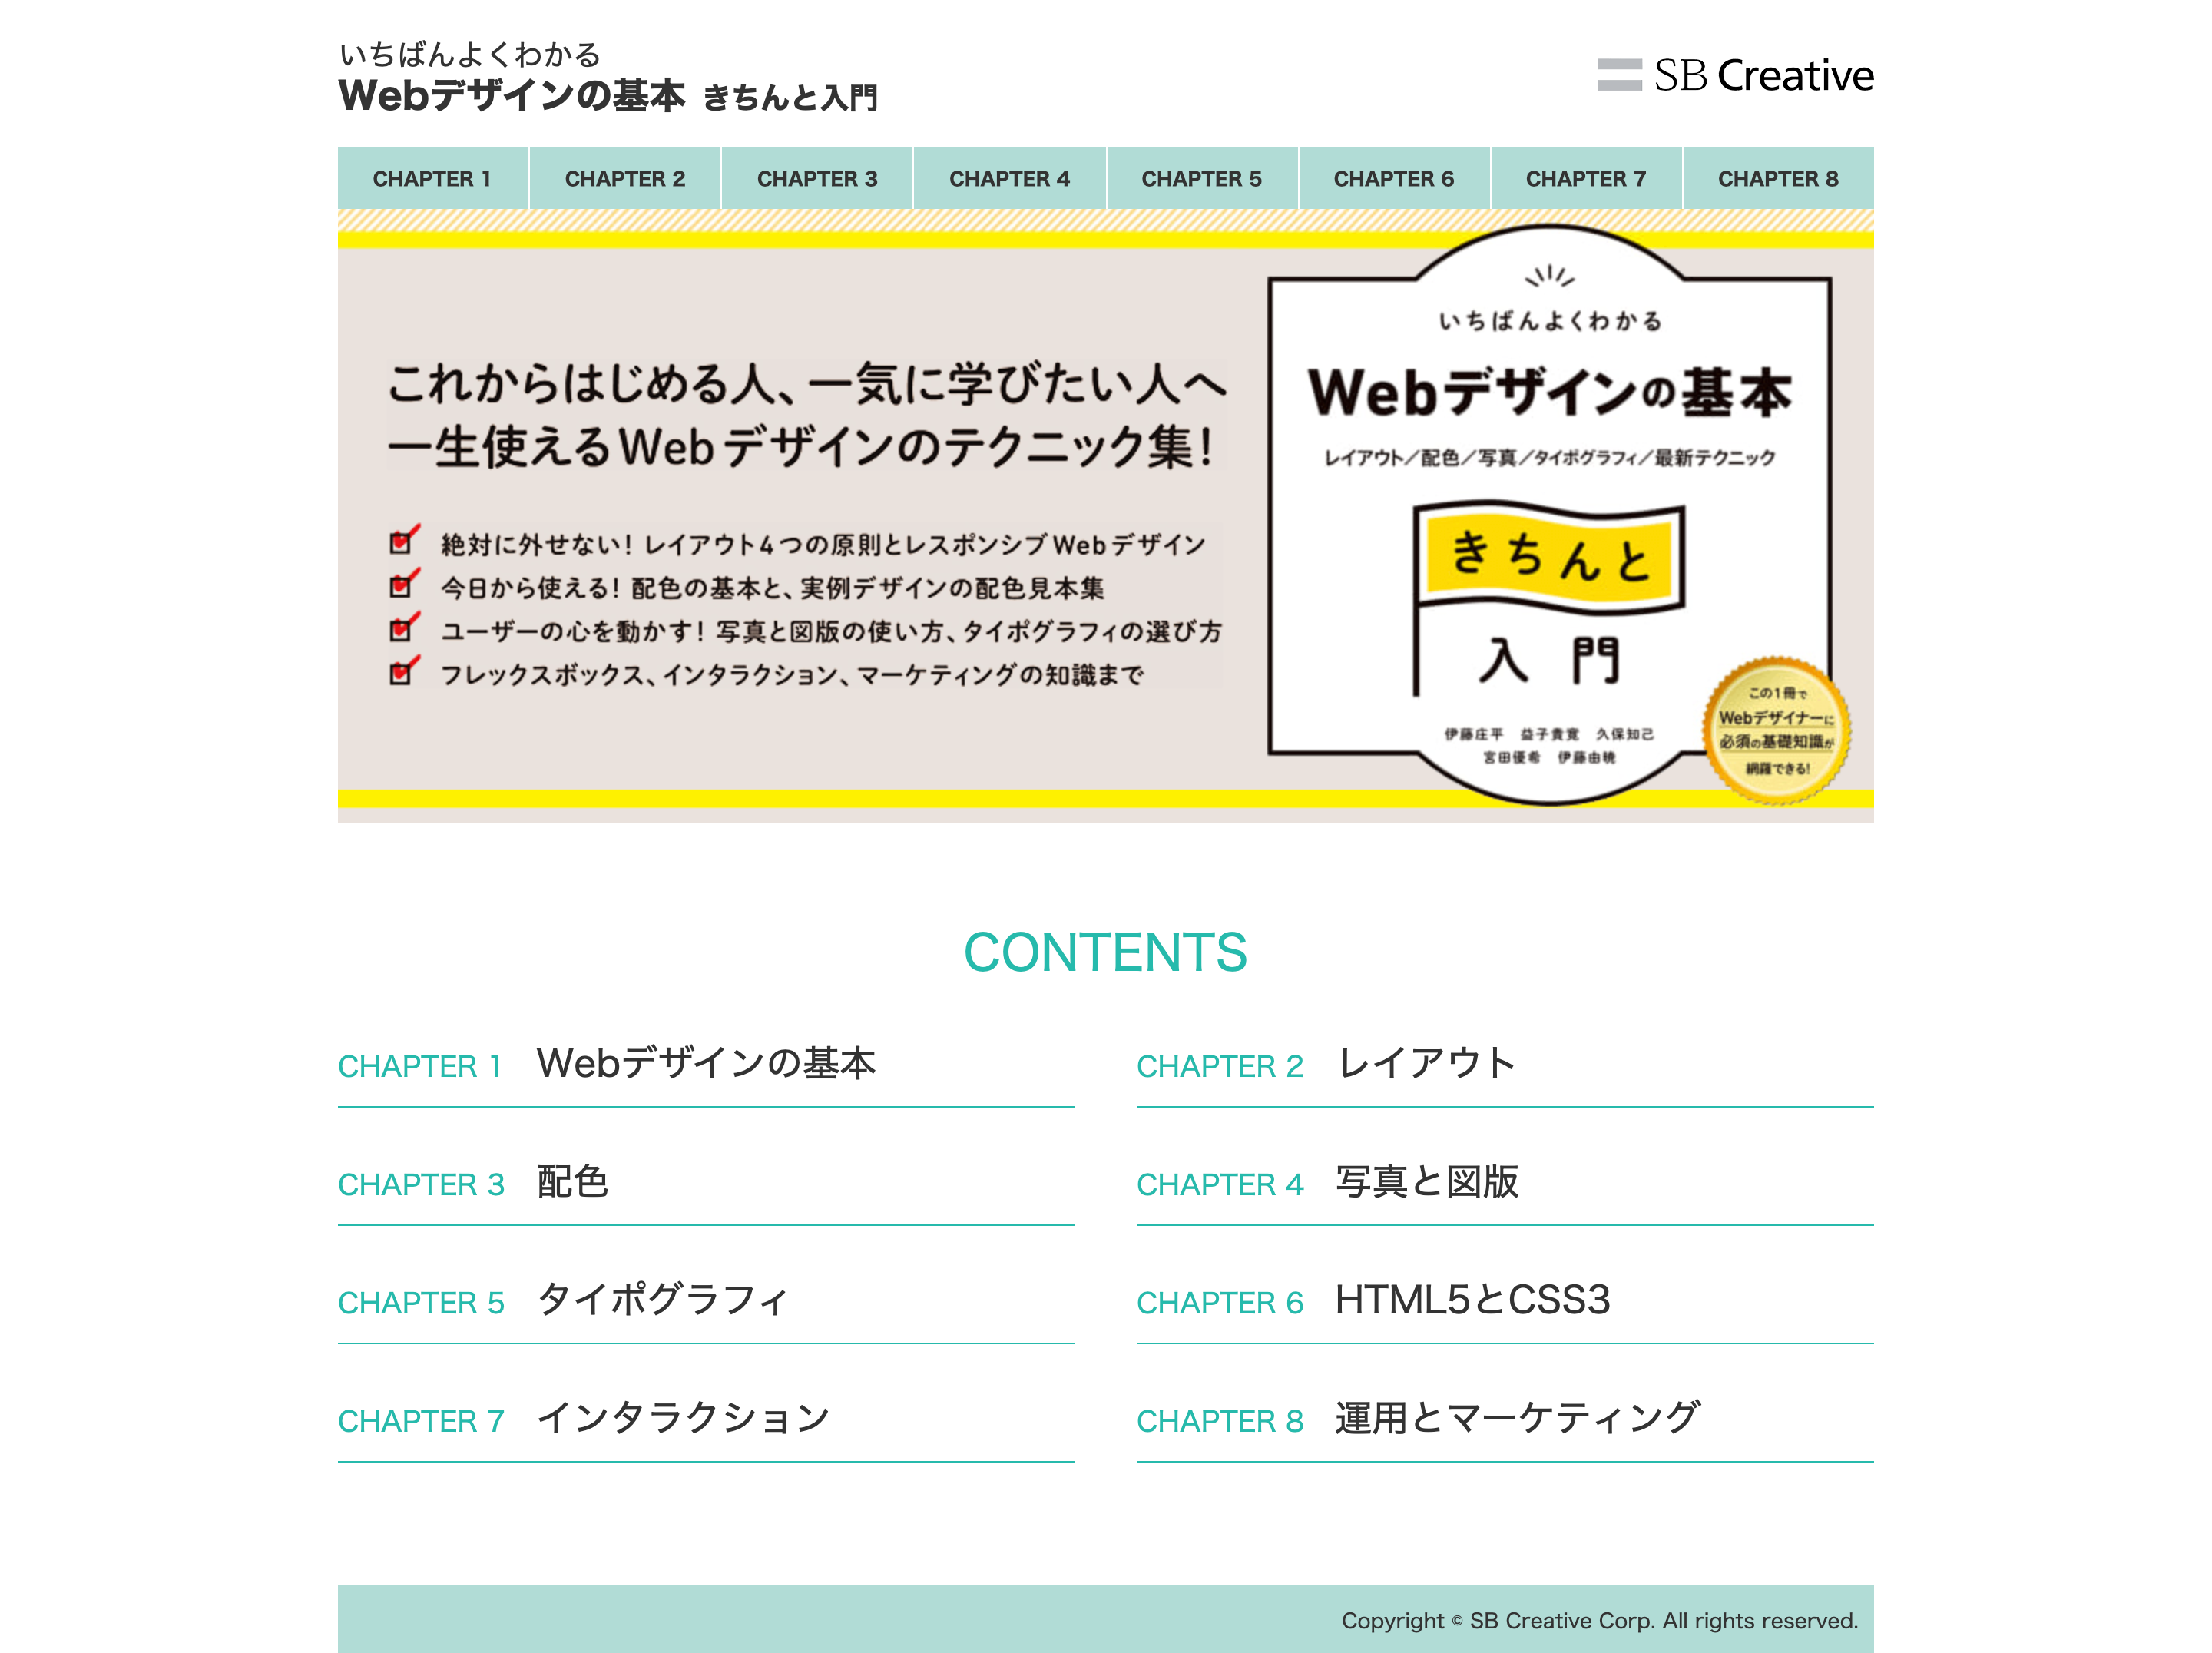 いちばんよくわかる
Webデザインの基本 きちんと入門
SB Creative
CHAPTER 1 CHAPTER 2 CHAPTER 3 CHAPTER 4 CHAPTER 5 CHAPTER 6 CHAPTER 7 CHAPTER 8
これからはじめる人、一気に学びたい人へ
一生使えるWebデザインのテクニック集！
絶対に外せない！レイアウト4つの原則とレスポンシブWebデザイン
今日から使える！配色の基本と、実例デザインの配色見本集
ユーザーの心を動かす！写真と図版の使い方、タイポグラフィの選び方
フレックスボックス、インタラクション、マーケティングの知識まで
いちばんよくわかる
Webデザインの基本
レイアウト／配色／写真／タイポグラフィ／最新テクニック
きちんと
入門
伊藤庄平 益子貴寛 久保知己
宮田優希 伊藤由暁
この1冊で
Webデザイナーに
必須の基礎知識が
網羅できる！
CONTENTS
CHAPTER 1 Webデザインの基本
CHAPTER 2 レイアウト
CHAPTER 3 配色
CHAPTER 4 写真と図版
CHAPTER 5 タイポグラフィ
CHAPTER 6 HTML5とCSS3
CHAPTER 7 インタラクション
CHAPTER 8 運用とマーケティング
Copyright © SB Creative Corp. All rights reserved.